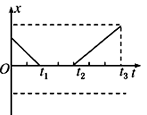 x
O t₁ t₂ t₃ t